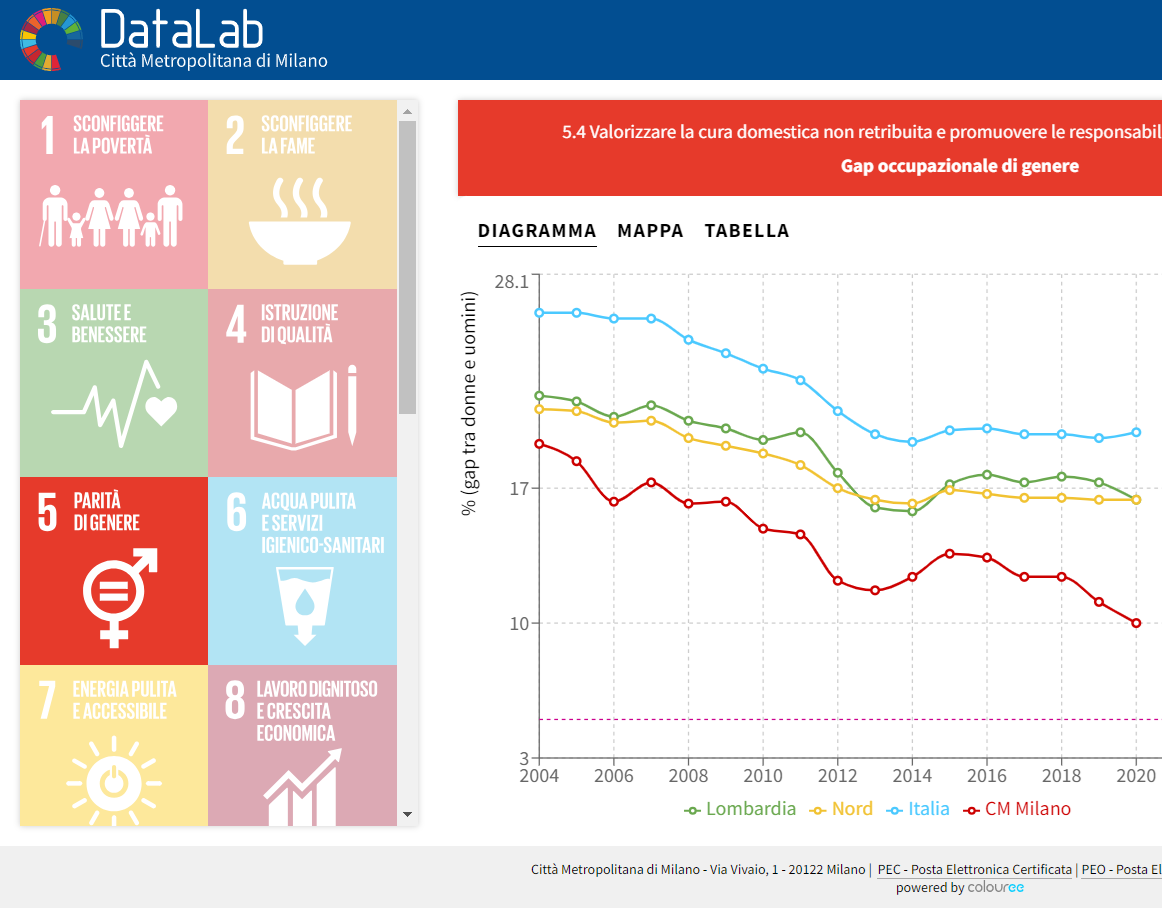 DataLab
Città Metropolitana di Milano
1 SCONFIGGERE
LA POVERTÀ
2 SCONFIGGERE
LA FAME
3 SALUTE E
BENESSERE
4 ISTRUZIONE
DI QUALITÀ
5 PARITÀ
DI GENERE
6 ACQUA PULITA
E SERVIZI
IGIENICO-SANITARI
7 ENERGIA PULITA
E ACCESSIBILE
8 LAVORO DIGNITOSO
E CRESCITA
ECONOMICA
5.4 Valorizzare la cura domestica non retribuita e promuovere le responsabil
Gap occupazionale di genere
DIAGRAMMA MAPPA TABELLA
% (gap tra donne e uomini)
28.1
17
10
3
2004 2006 2008 2010 2012 2014 2016 2018 2020
Lombardia Nord Italia CM Milano
Città Metropolitana di Milano - Via Vivaio, 1 - 20122 Milano | PEC - Posta Elettronica Certificata | PEO - Posta El
powered by colouree